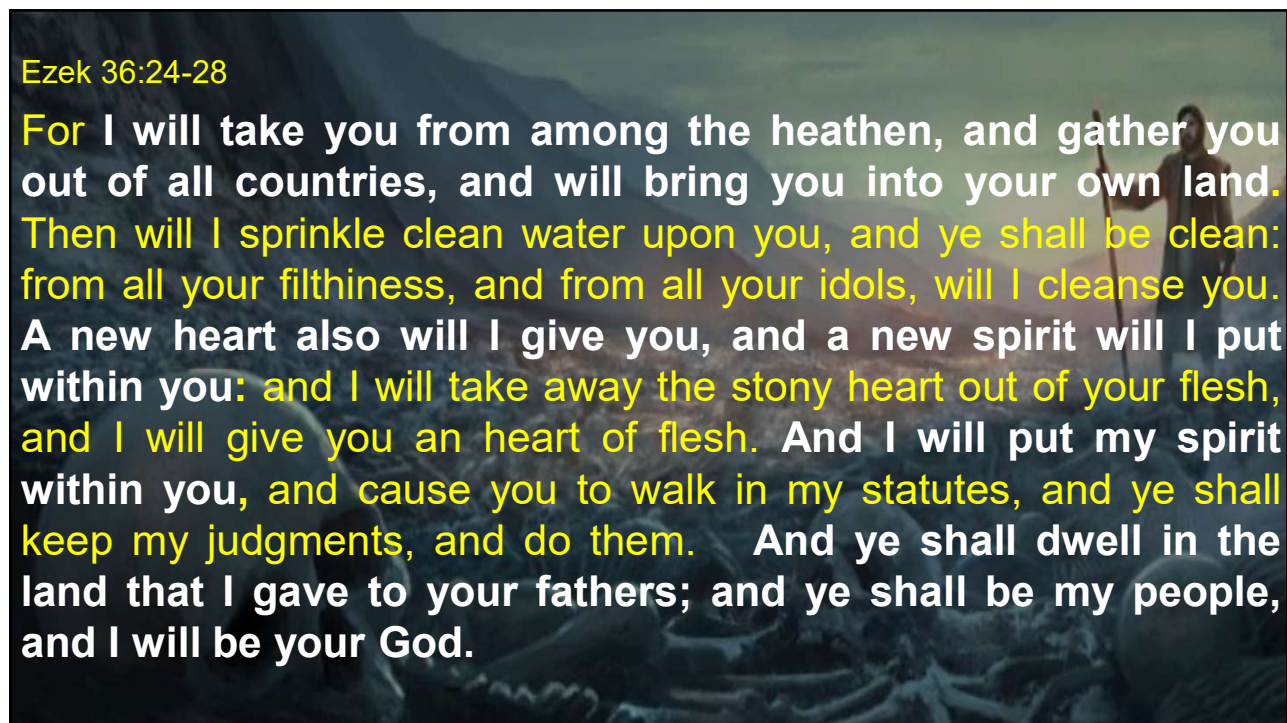 Ezek 36:24-28
For I will take you from among the heathen, and gather you
out of all countries, and will bring you into your own land.
Then will I sprinkle clean water upon you, and ye shall be clean:
from all your filthiness, and from all your idols, will I cleanse you.
A new heart also will I give you, and a new spirit will I put
within you: and I will take away the stony heart out of your flesh,
and I will give you an heart of flesh. And I will put my spirit
within you, and cause you to walk in my statutes, and ye shall
keep my judgments, and do them. And ye shall dwell in the
land that I gave to your fathers; and ye shall be my people,
and I will be your God.